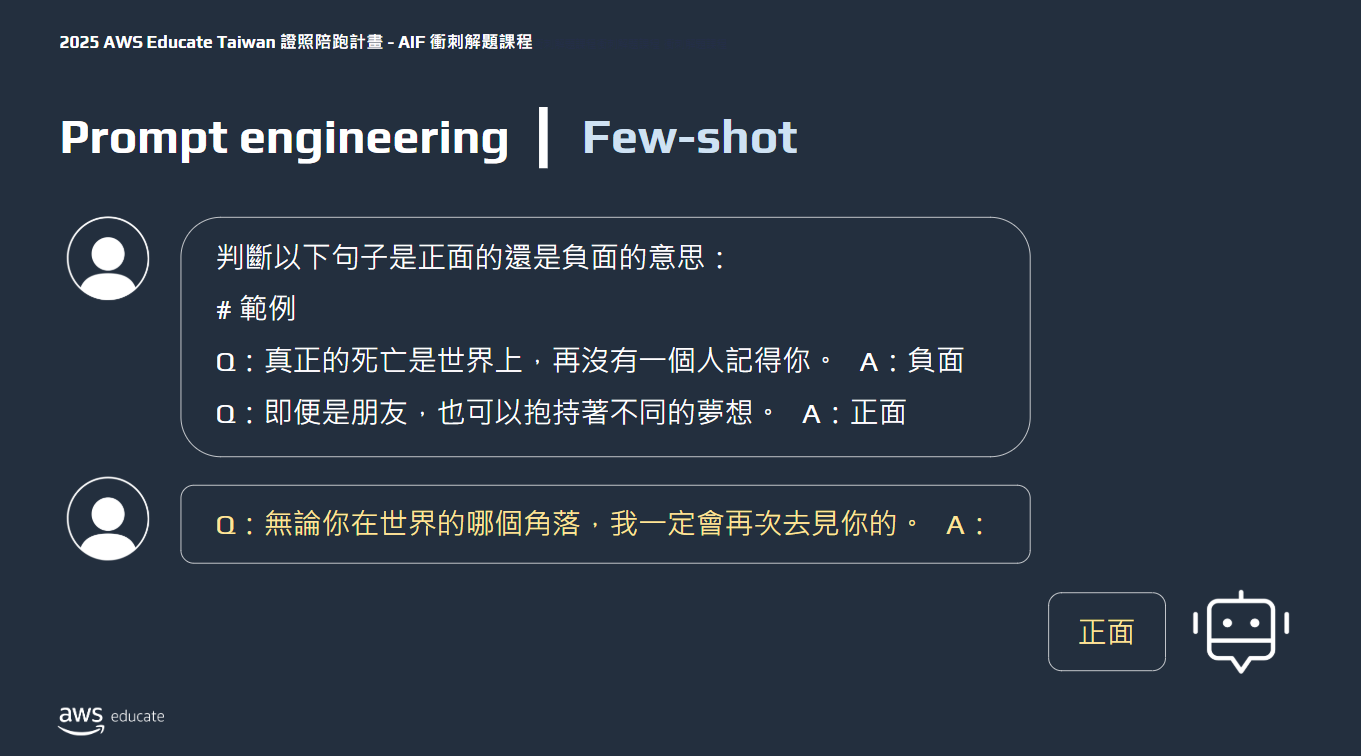 2025 AWS Educate Taiwan 證照陪跑計畫 - AIF 衝刺解題課程
Prompt engineering | Few-shot
判斷以下句子是正面的還是負面的意思：
# 範例
Q：真正的死亡是世界上，再沒有一個人記得你。 A：負面
Q：即便是朋友，也可以抱持著不同的夢想。 A：正面
Q：無論你在世界的哪個角落，我一定會再次去見你的。 A：
正面
aws educate